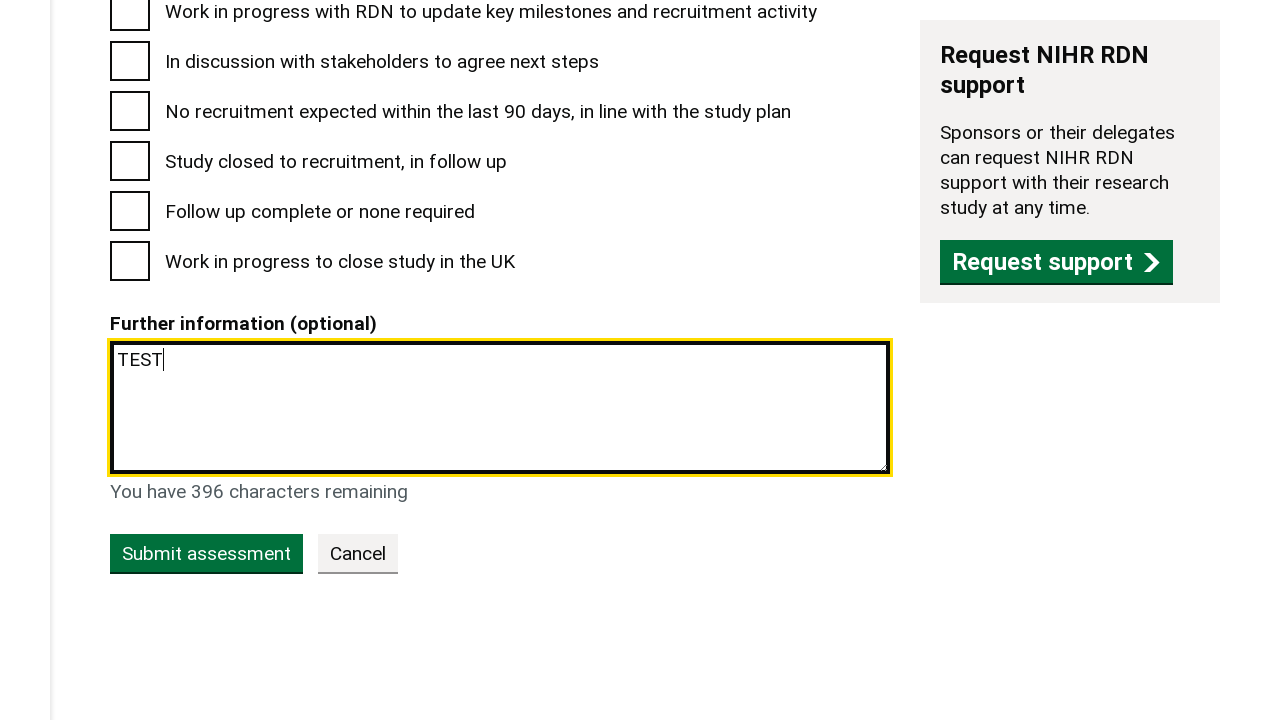 Work in progress with RDN to update key milestones and recruitment activity
In discussion with stakeholders to agree next steps
No recruitment expected within the last 90 days, in line with the study plan
Study closed to recruitment, in follow up
Follow up complete or none required
Work in progress to close study in the UK
Further information (optional)
TEST
You have 396 characters remaining
Submit assessment
Cancel
Request NIHR RDN
support
Sponsors or their delegates
can request NIHR RDN
support with their research
study at any time.
Request support